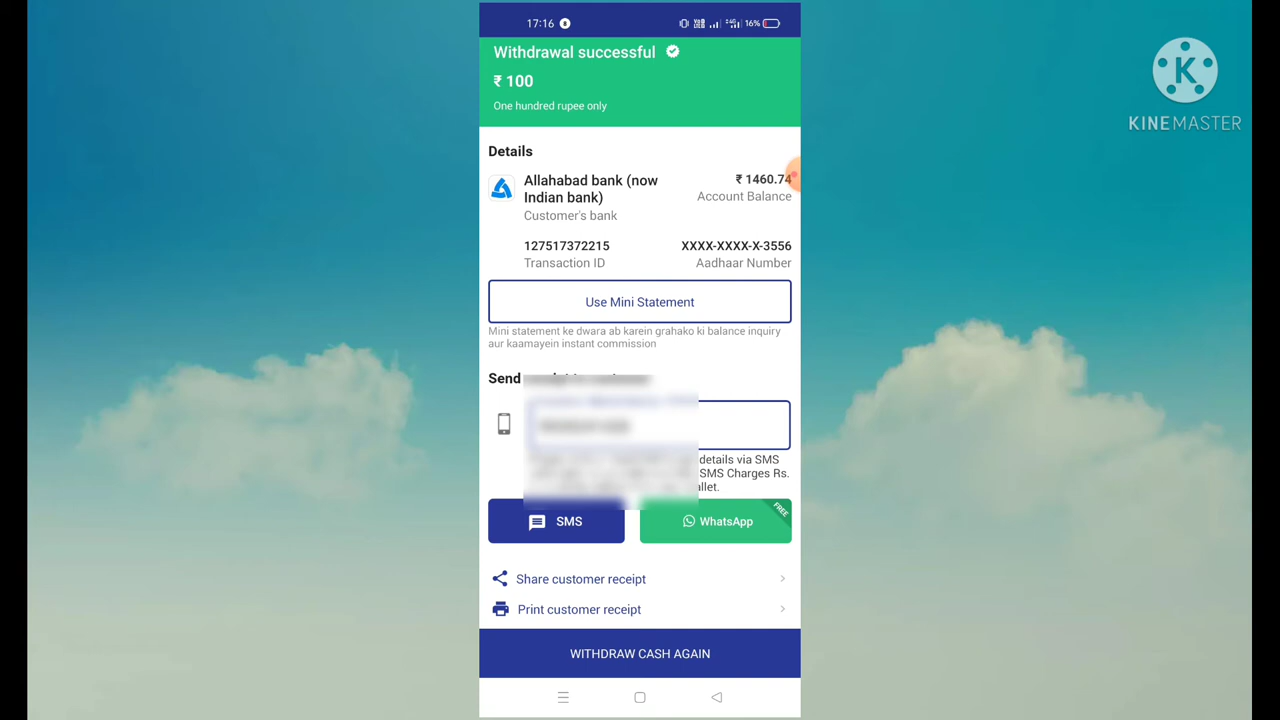 17:16
16%
KINEMASTER
Withdrawal successful
₹ 100
One hundred rupee only
Details
Allahabad bank (now
Indian bank)
Customer's bank
₹ 1460.74
Account Balance
127517372215
Transaction ID
XXXX-XXXX-X-3556
Aadhaar Number
Use Mini Statement
Mini statement ke dwara ab karein grahako ki balance inquiry
aur kaamayein instant commission
Send
details via SMS
SMS Charges Rs.
SMS
WhatsApp
FREE
Share customer receipt
Print customer receipt
WITHDRAW CASH AGAIN